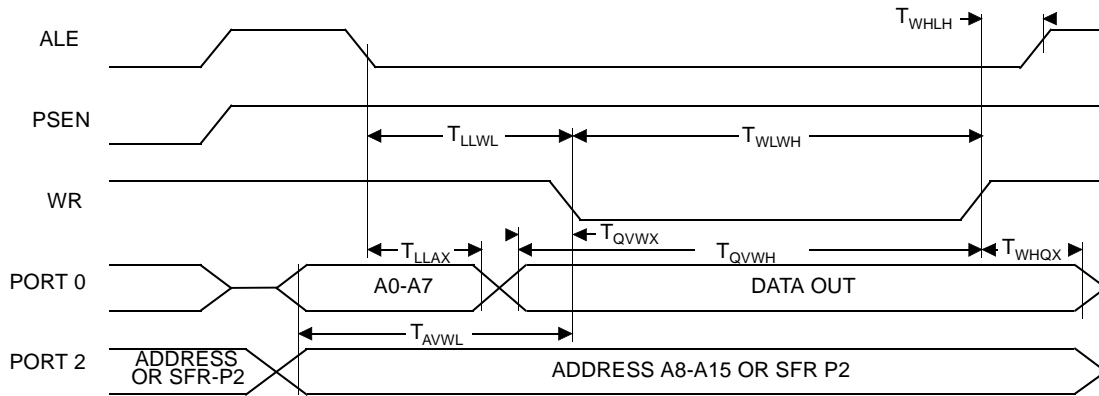 ALE
T_WHLH
PSEN
T_LLWL
T_WLWH
WR
T_LLAX
T_QVWX
T_QVWH
T_WHQX
PORT 0
A0-A7
DATA OUT
T_AVWL
PORT 2
ADDRESS
OR SFR-P2
ADDRESS A8-A15 OR SFR P2